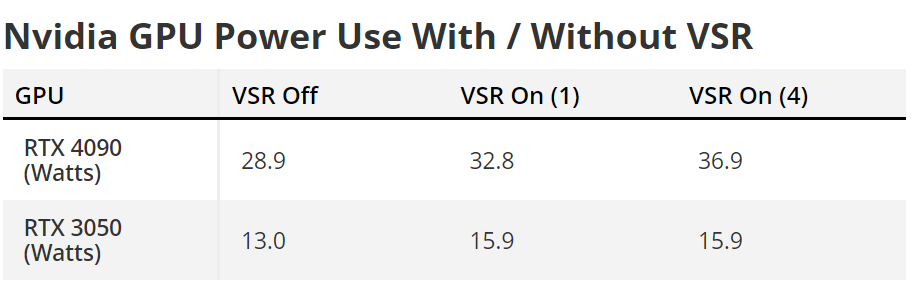 Nvidia GPU Power Use With / Without VSR
GPU VSR Off VSR On (1) VSR On (4)
RTX 4090
(Watts) 28.9 32.8 36.9
RTX 3050
(Watts) 13.0 15.9 15.9